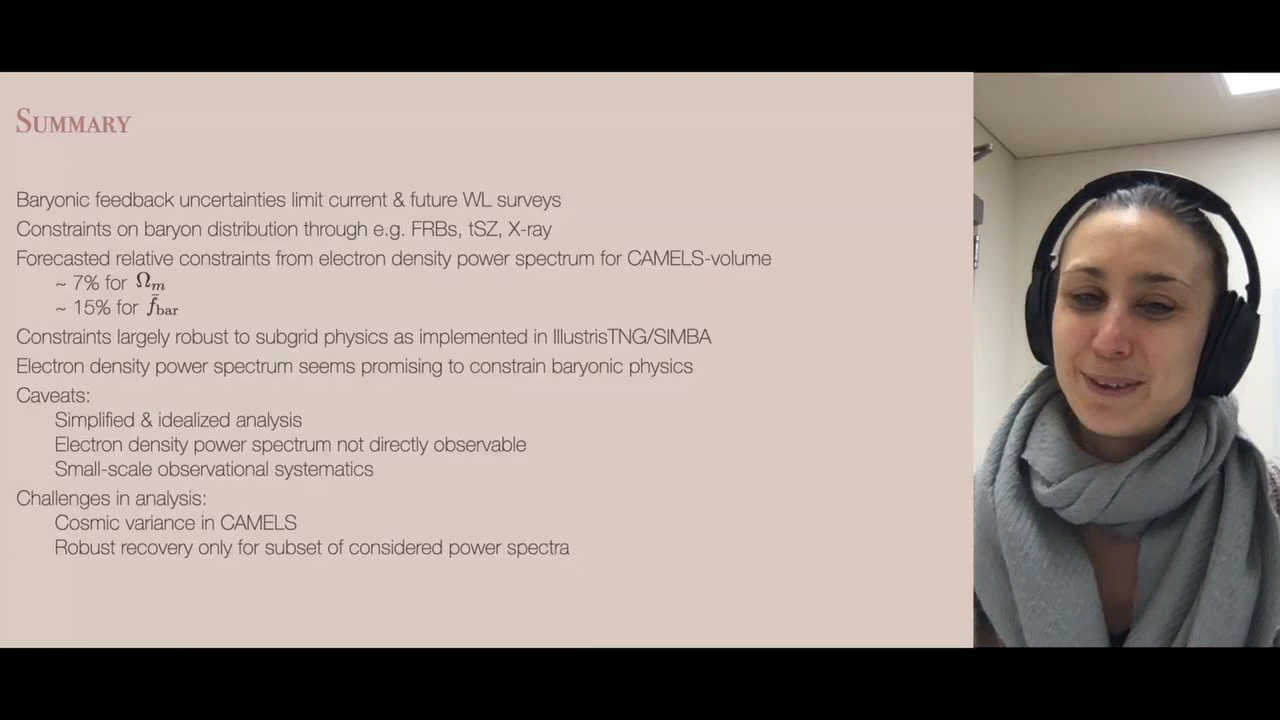 SUMMARY
Baryonic feedback uncertainties limit current & future WL surveys
Constraints on baryon distribution through e.g. FRBs, tSZ, X-ray
Forecasted relative constraints from electron density power spectrum for CAMELS-volume
~ 7% for Ωₘ
~ 15% for f̄bar
Constraints largely robust to subgrid physics as implemented in IllustrisTNG/SIMBA
Electron density power spectrum seems promising to constrain baryonic physics
Caveats:
Simplified & idealized analysis
Electron density power spectrum not directly observable
Small-scale observational systematics
Challenges in analysis:
Cosmic variance in CAMELS
Robust recovery only for subset of considered power spectra